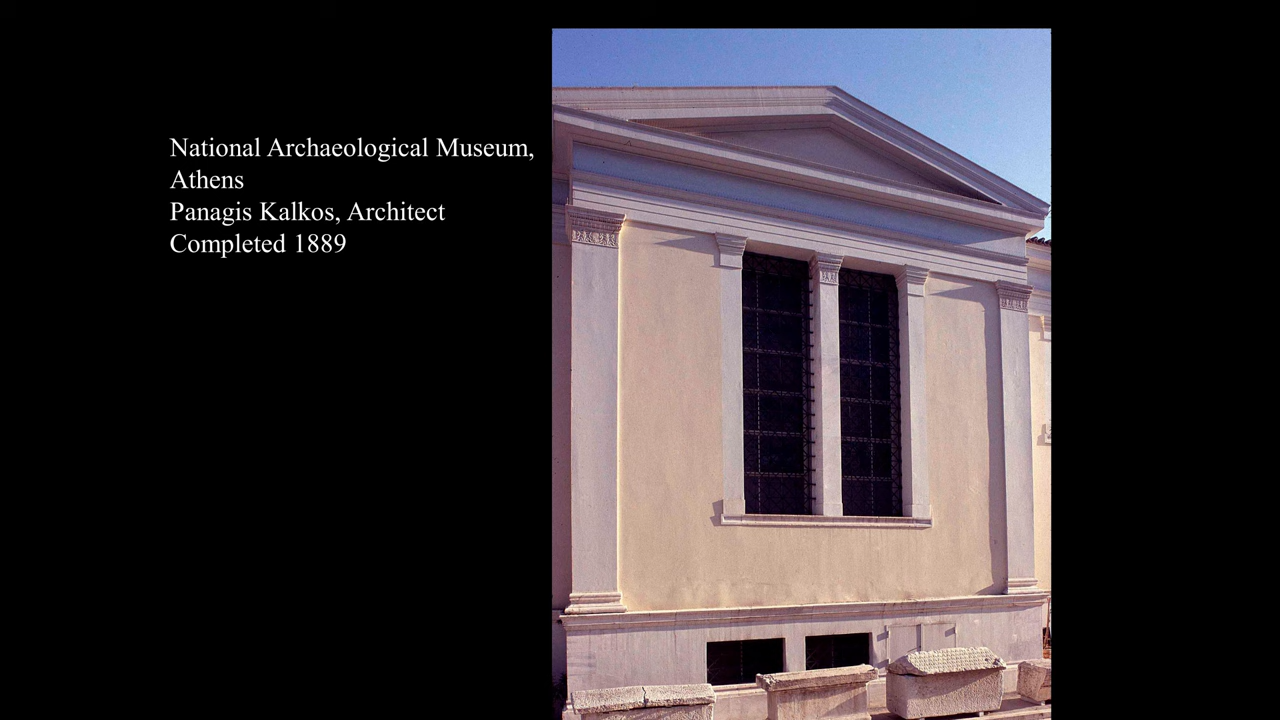 National Archaeological Museum,
Athens
Panagis Kalkos, Architect
Completed 1889